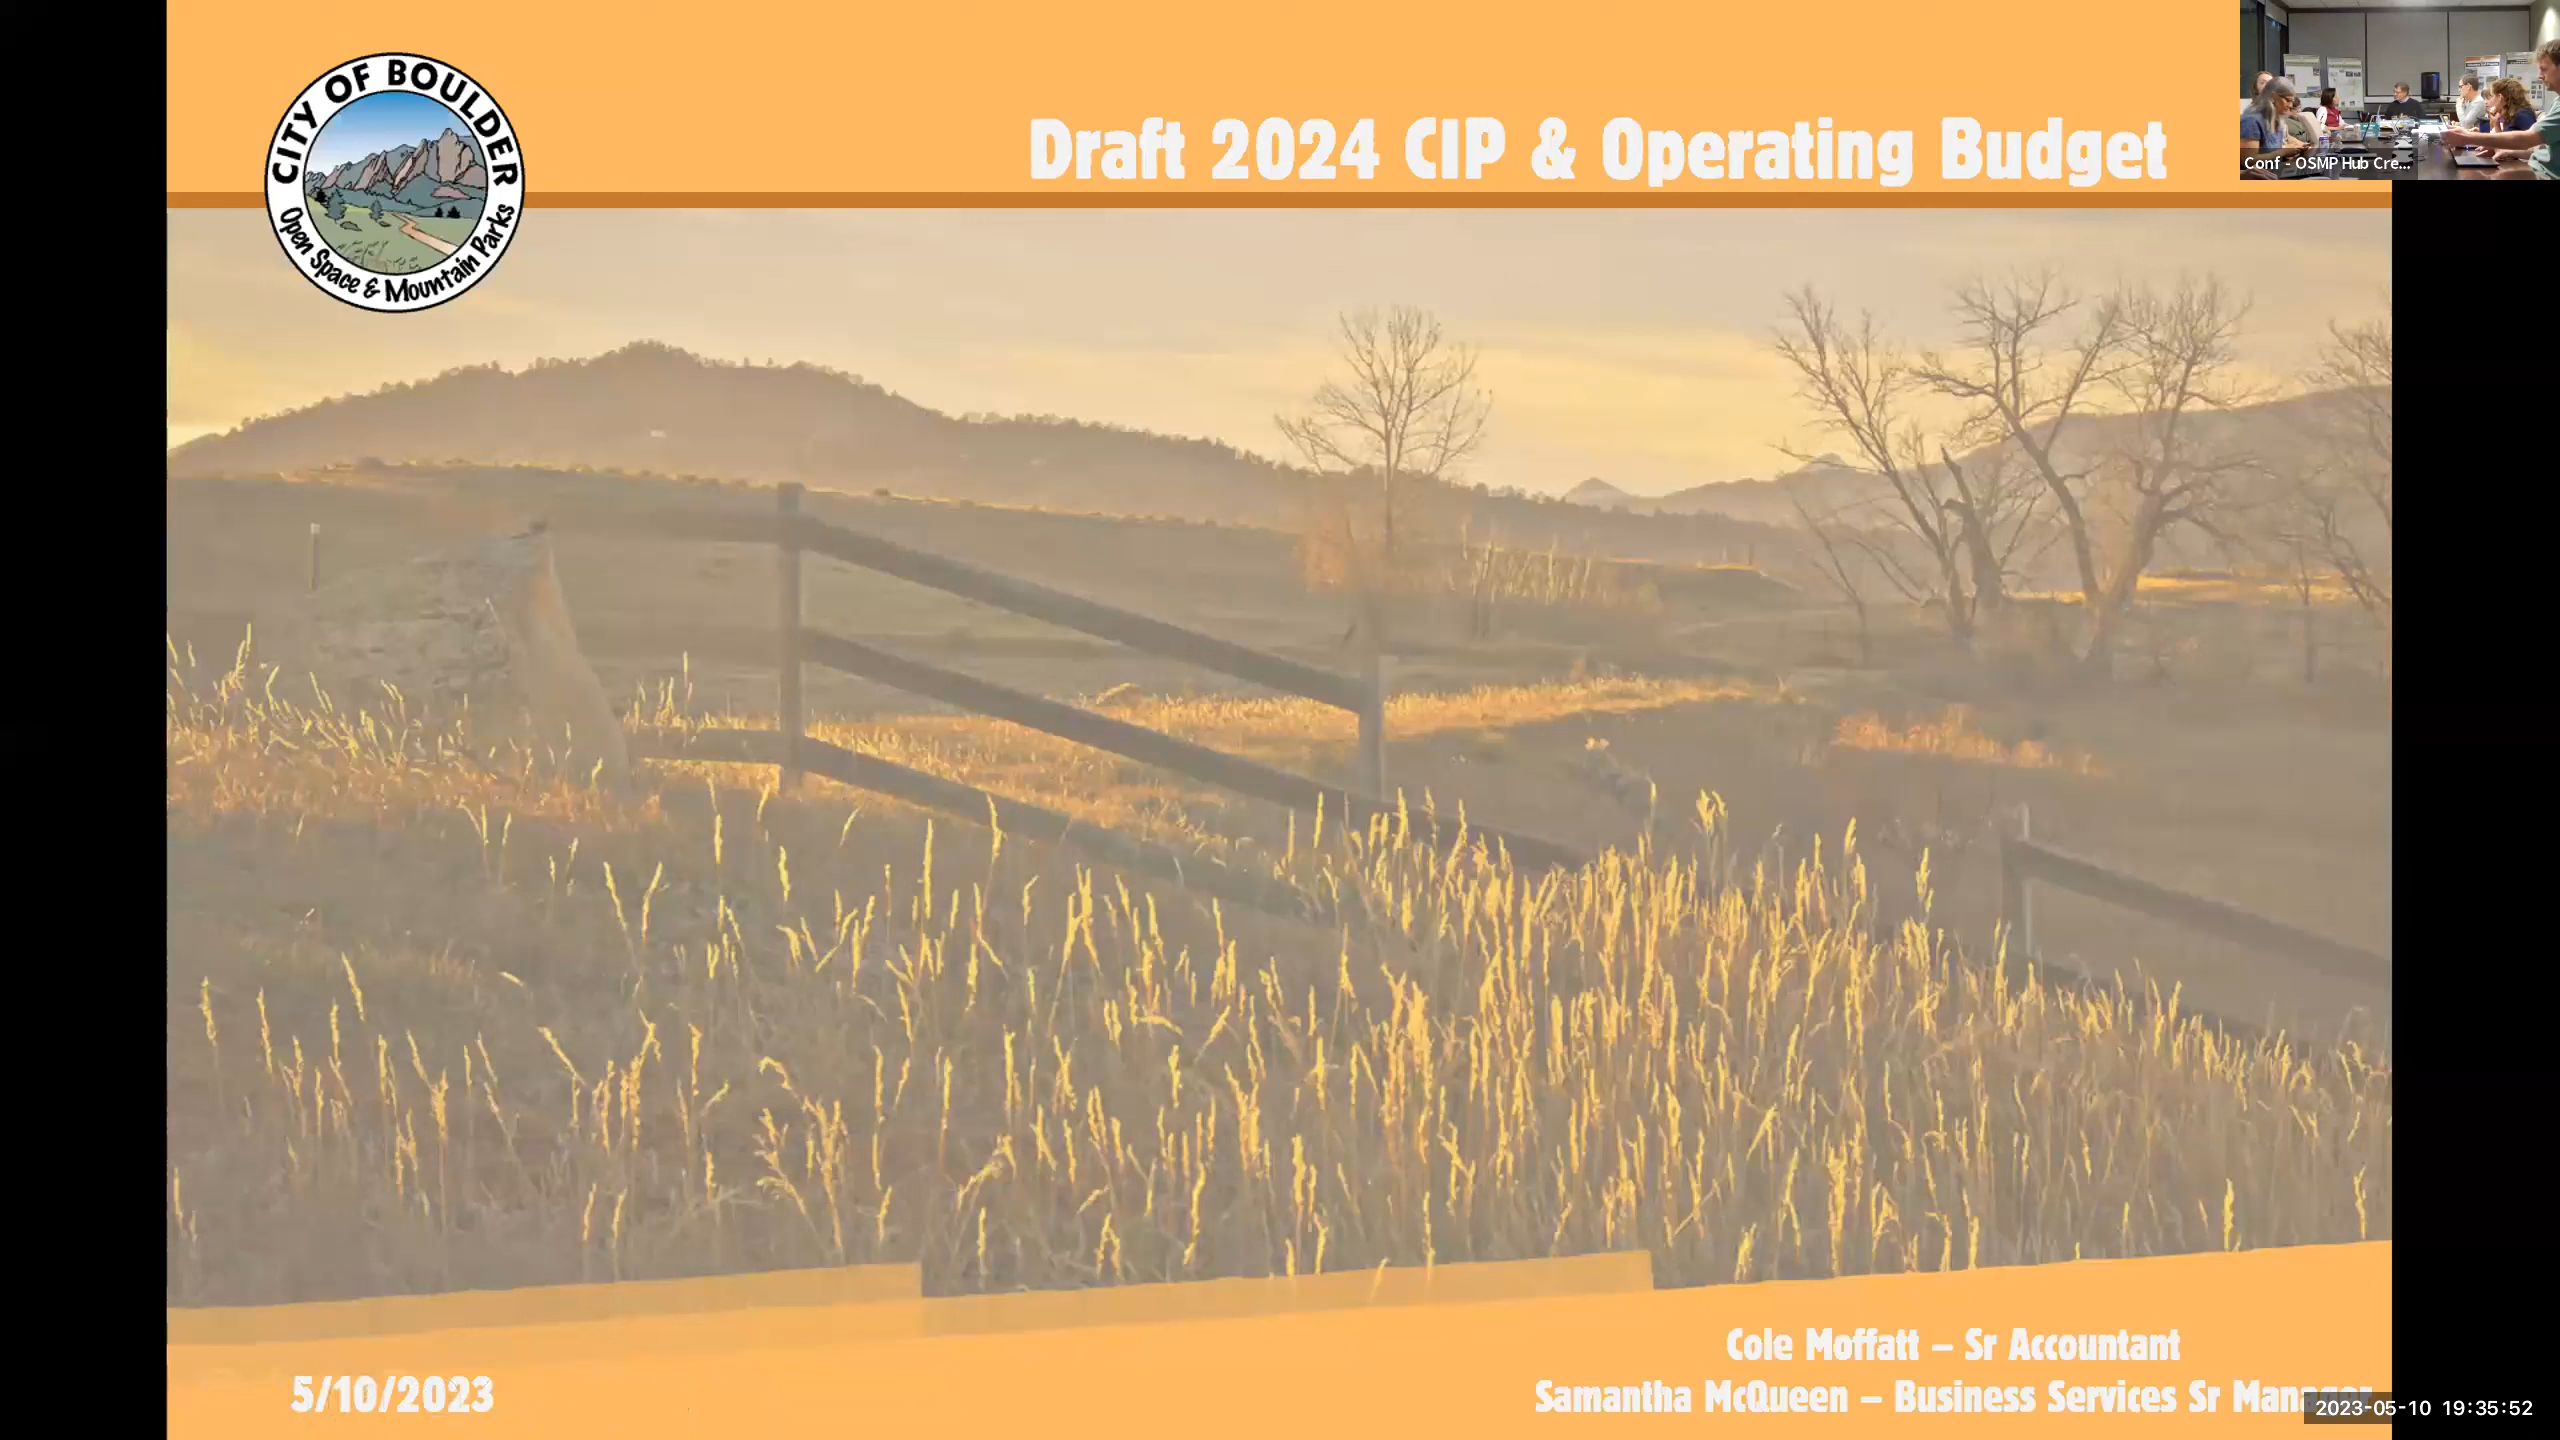 CITY OF BOULDER
Open Space & Mountain Parks
Draft 2024 CIP & Operating Budget
Conf - OSMP Hub Cre...
Cole Moffatt – Sr Accountant
5/10/2023
Samantha McQueen – Business Services Sr Manager
2023-05-10 19:35:52